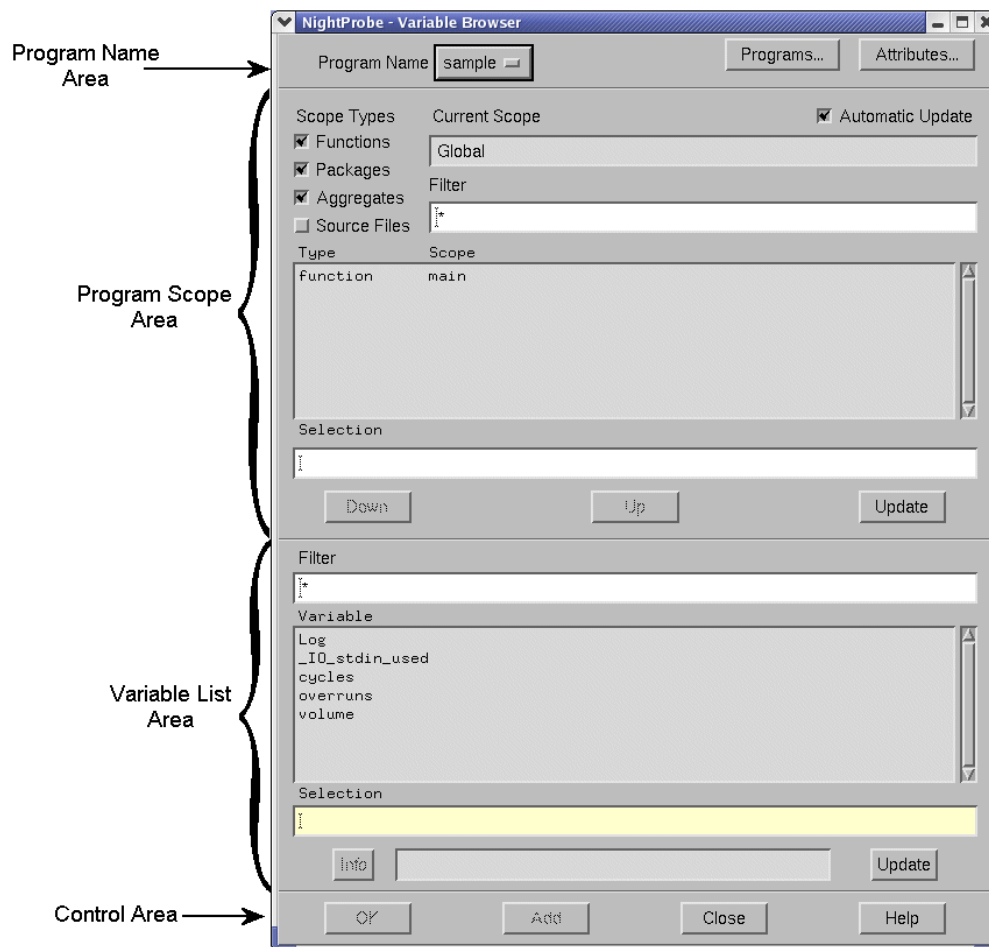 NightProbe - Variable Browser
Program Name
Area
Program Name sample Programs... Attributes...
Scope Types Current Scope Automatic Update
Functions
Global
Packages
Filter
Aggregates
*
Source Files
Type Scope
function main
Program Scope
Area
Selection
Down Up Update
Filter
*
Variable
Log
_IO_stdin_used
cycles
overruns
volume
Variable List
Area
Selection
Info Update
Control Area
OK Add Close Help